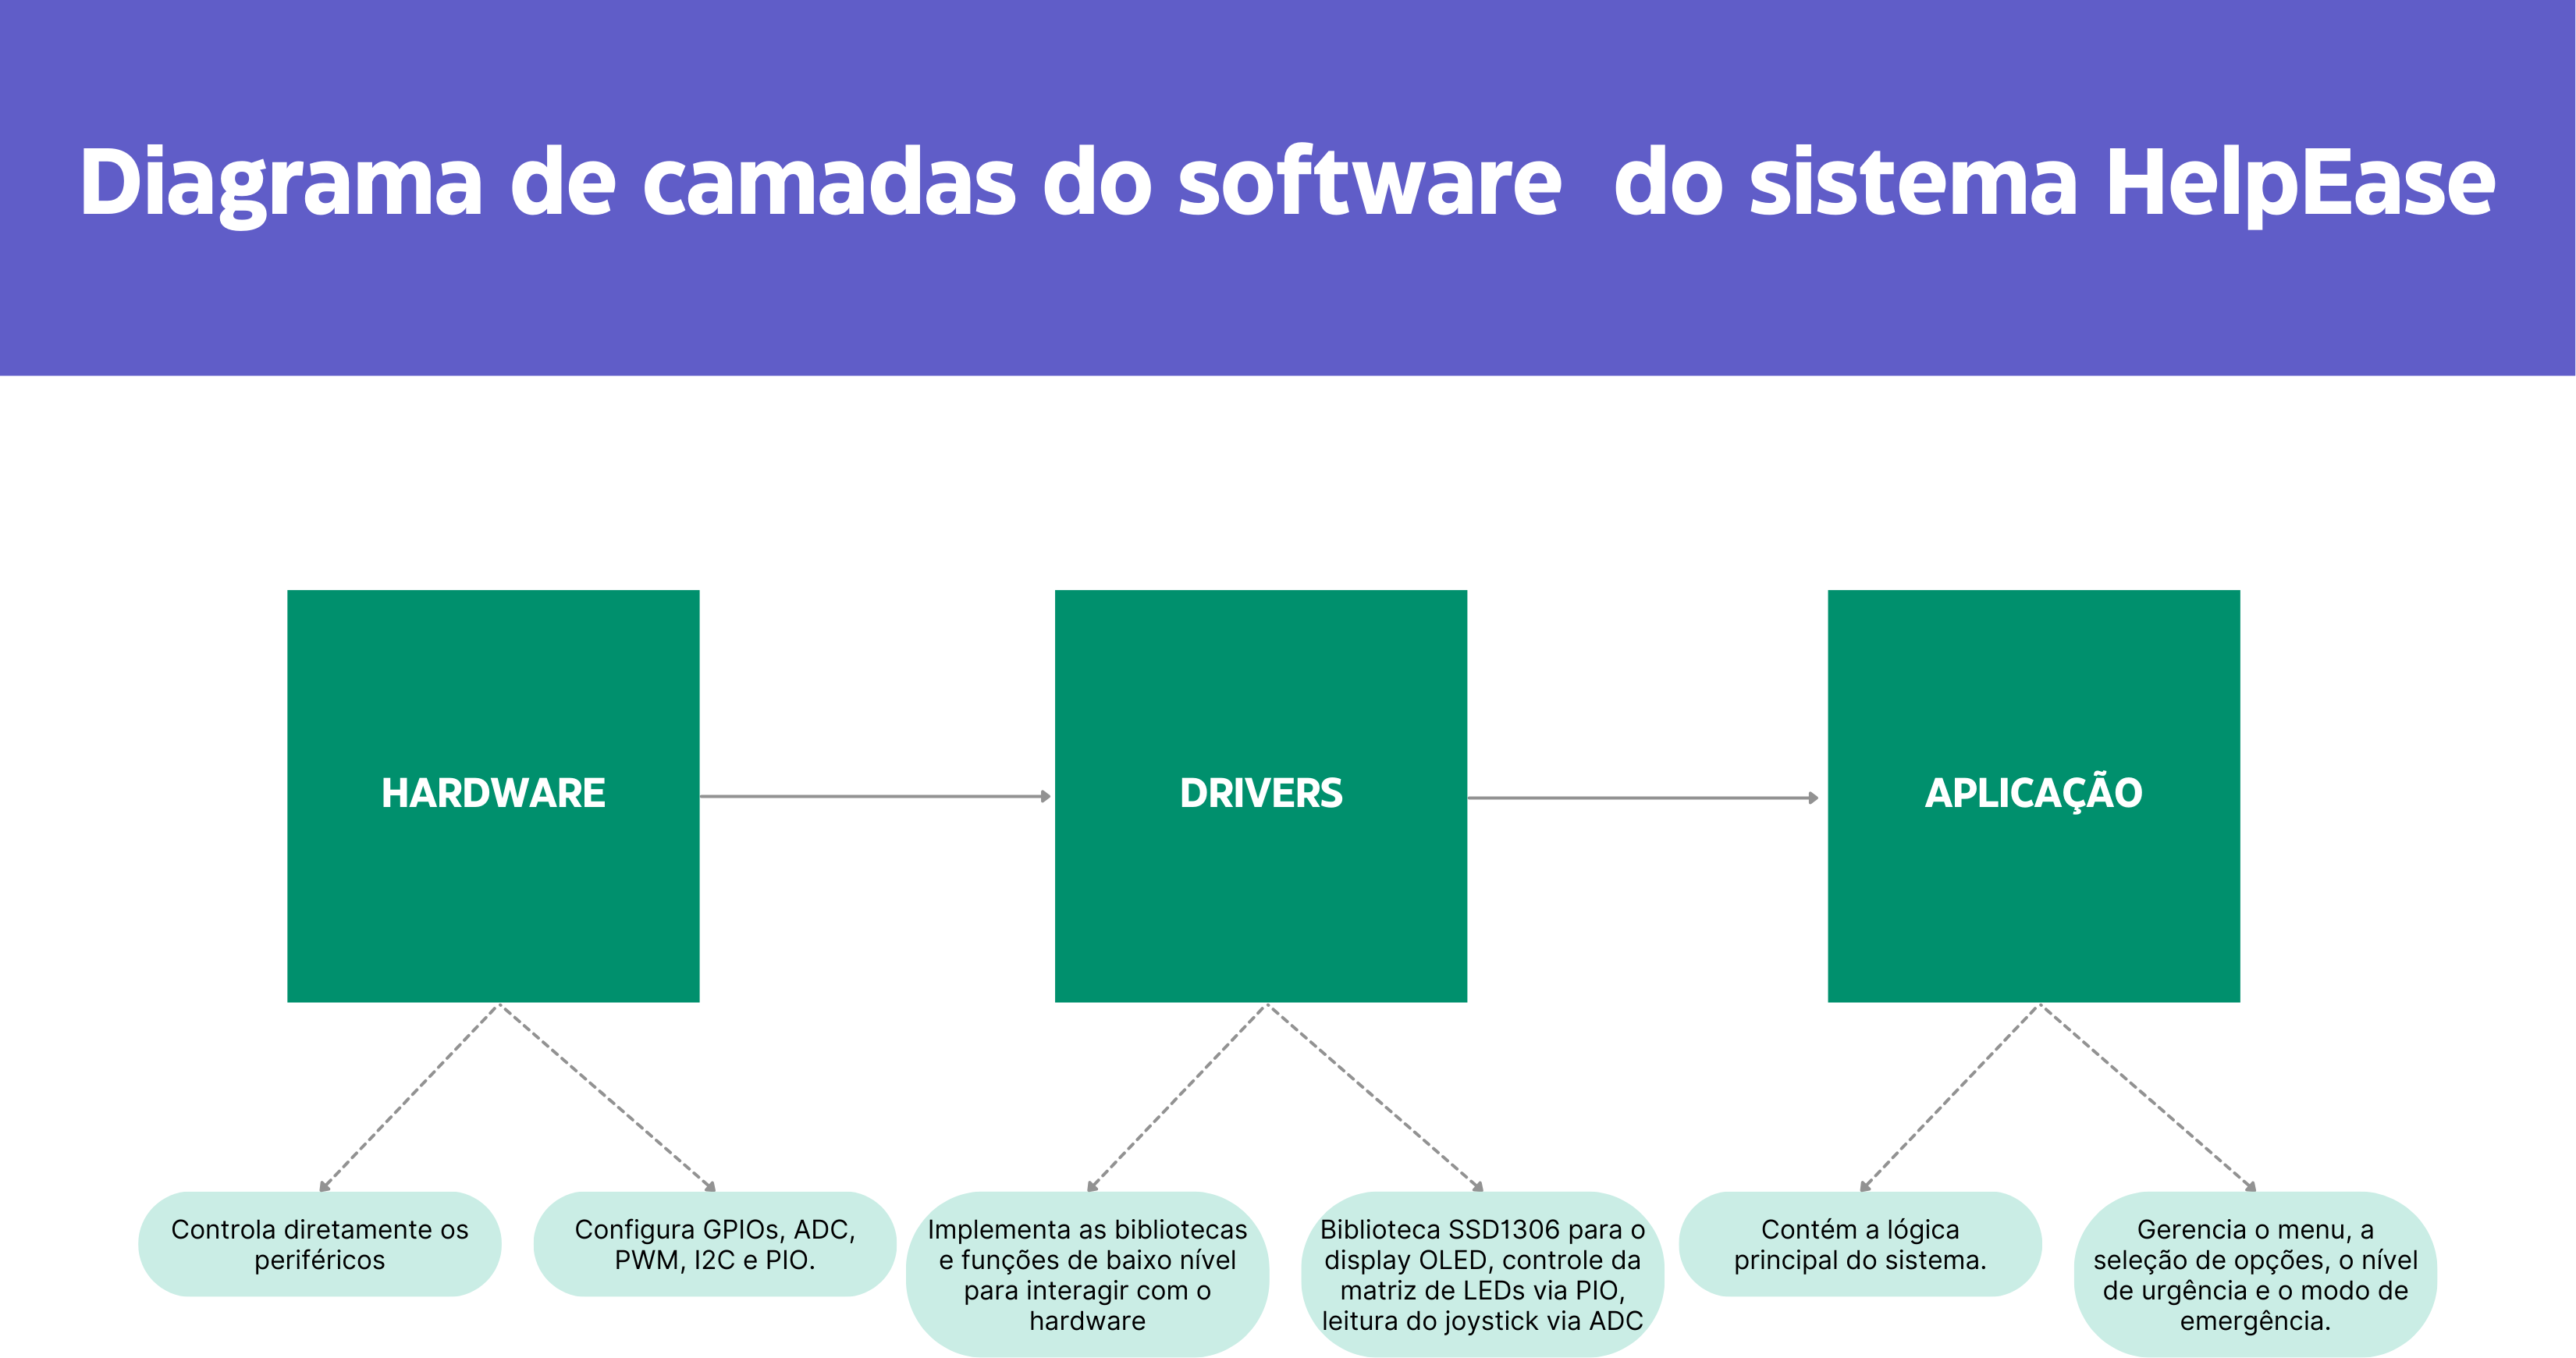 Diagrama de camadas do software do sistema HelpEase
HARDWARE
DRIVERS
APLICAÇÃO
Controla diretamente os
periféricos
Configura GPIOs, ADC,
PWM, I2C e PIO.
Implementa as bibliotecas
e funções de baixo nível
para interagir com o
hardware
Biblioteca SSD1306 para o
display OLED, controle da
matriz de LEDs via PIO,
leitura do joystick via ADC
Contém a lógica
principal do sistema.
Gerencia o menu, a
seleção de opções, o nível
de urgência e o modo de
emergência.